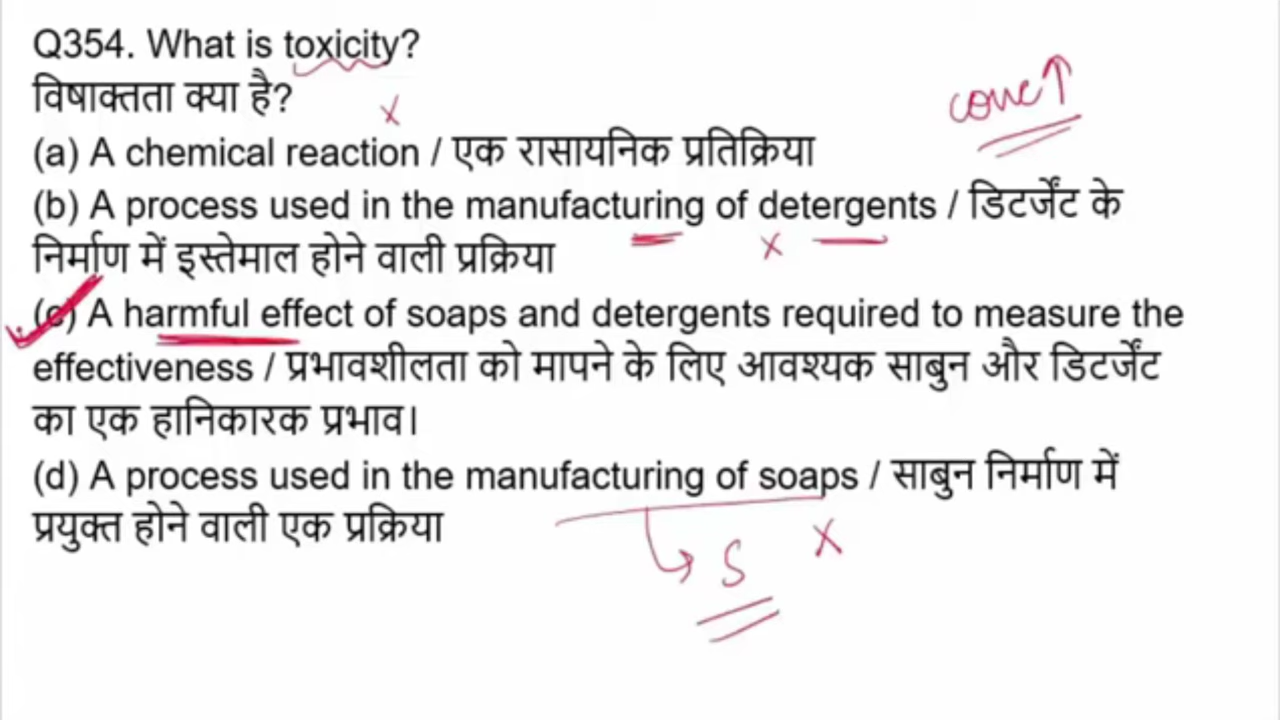 Q354. What is toxicity?
विषाक्तता क्या है?
conc↑
x
(a) A chemical reaction / एक रासायनिक प्रतिक्रिया
(b) A process used in the manufacturing of detergents / डिटर्जेंट के
x
निर्माण में इस्तेमाल होने वाली प्रक्रिया
(c) A harmful effect of soaps and detergents required to measure the
effectiveness / प्रभावशीलता को मापने के लिए आवश्यक साबुन और डिटर्जेंट
का एक हानिकारक प्रभाव।
(d) A process used in the manufacturing of soaps / साबुन निर्माण में
प्रयुक्त होने वाली एक प्रक्रिया
S x